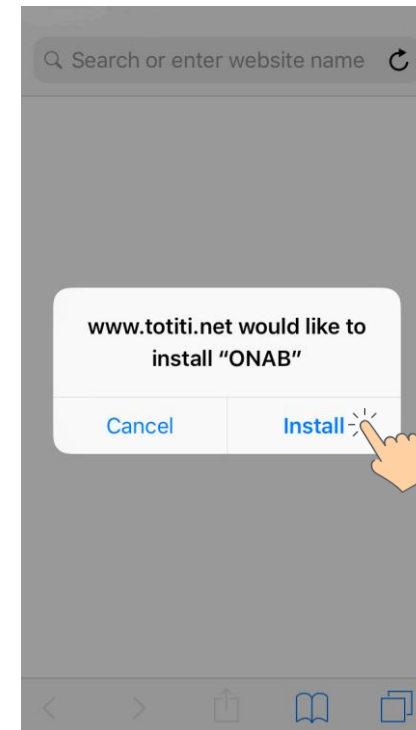 Search or enter website name
www.totiti.net would like to
install “ONAB”
Cancel Install